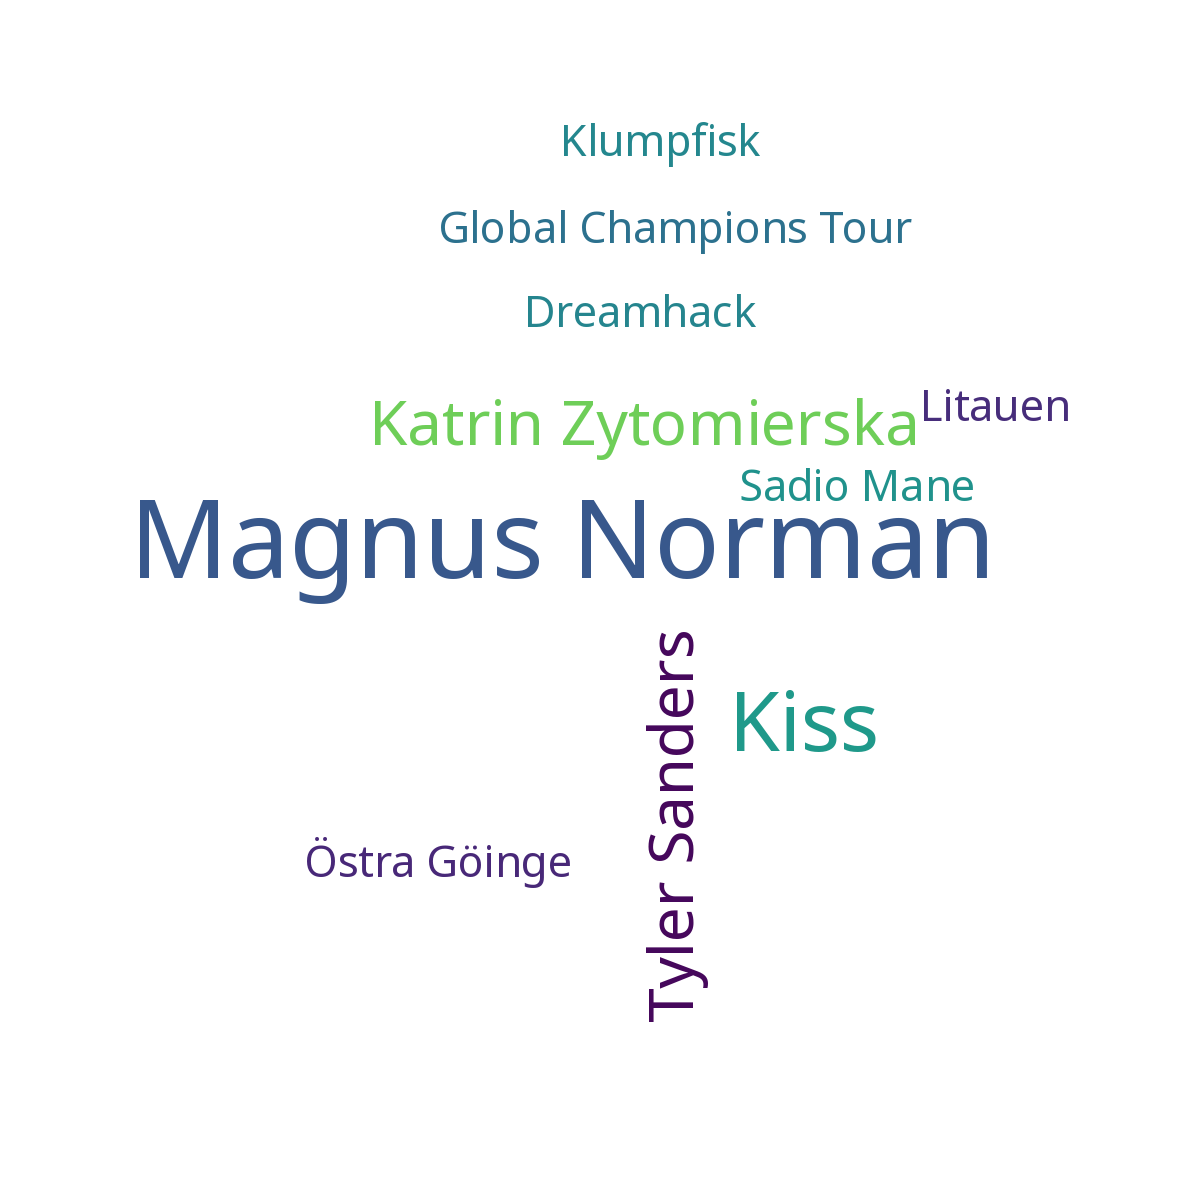 Klumpfisk
Global Champions Tour
Dreamhack
Katrin Zytomierska
Litauen
Sadio Mane
Magnus Norman
Tyler Sanders
Kiss
Östra Göinge